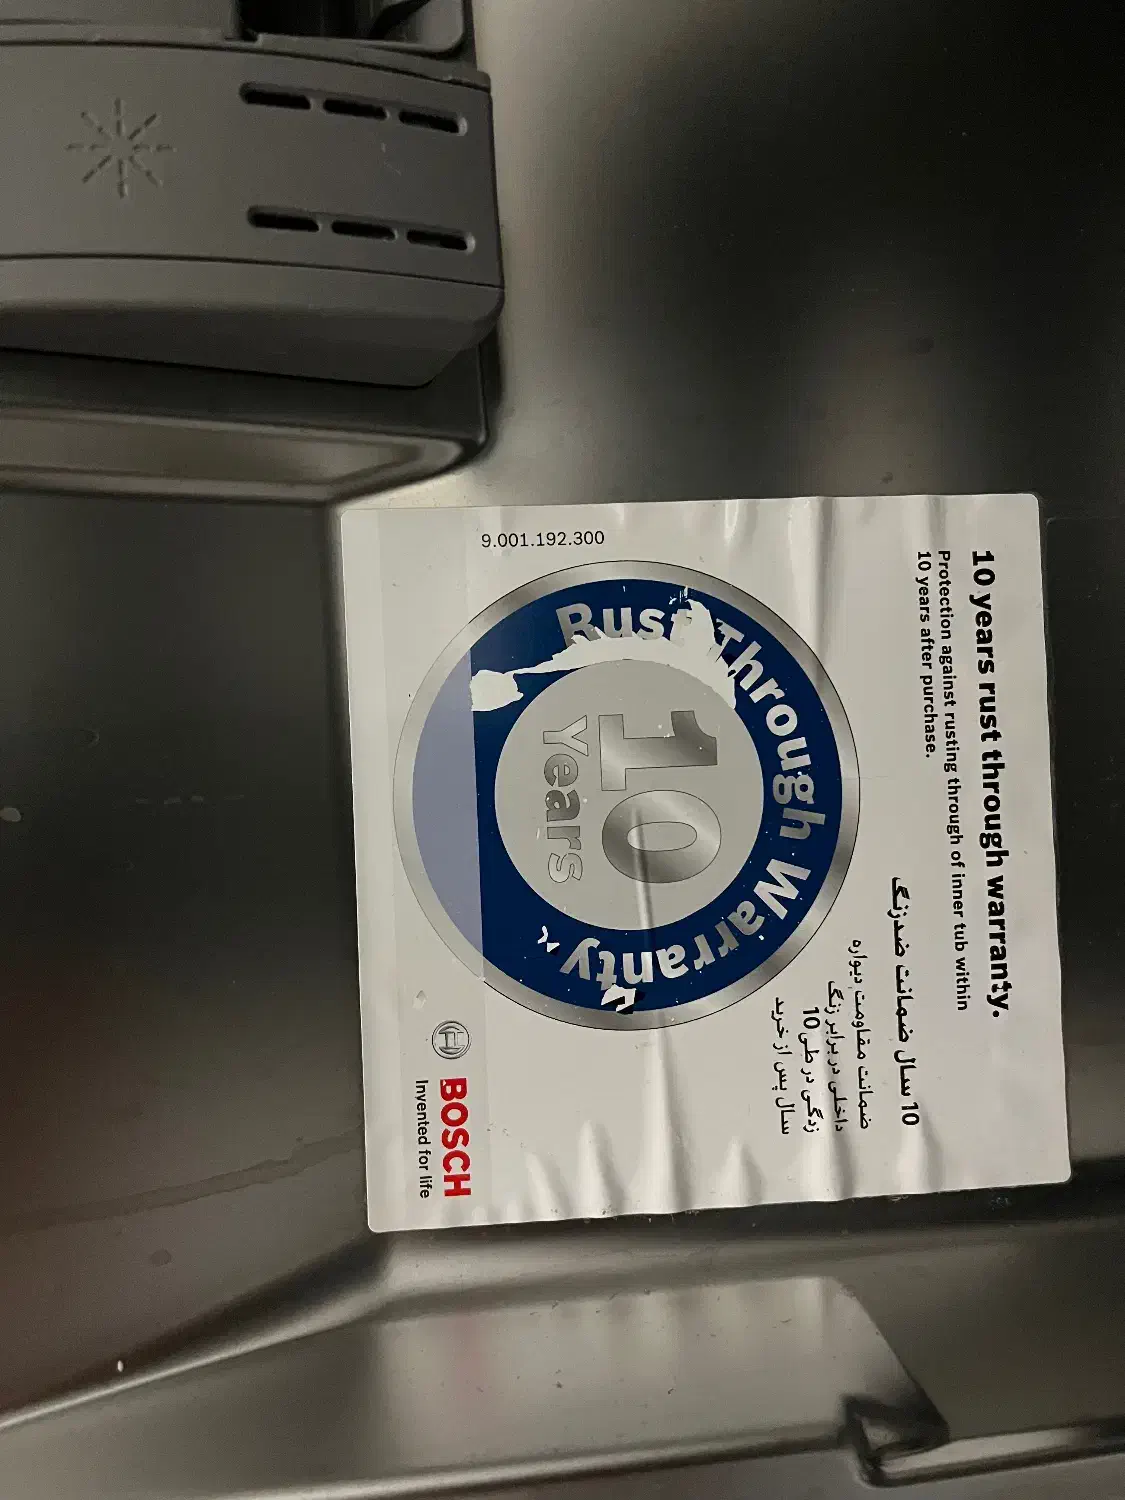 10 years rust through warranty.
Protection against rusting through of inner tub within
10 years after purchase.
10 سال ضمانت ضدزنگ
ضمانت مقاومت دیواره
داخلی در برابر زنگ
زدگی در طی 10
سال پس از خرید
9.001.192.300
Rust Through Warranty
10
Years
BOSCH
Invented for life